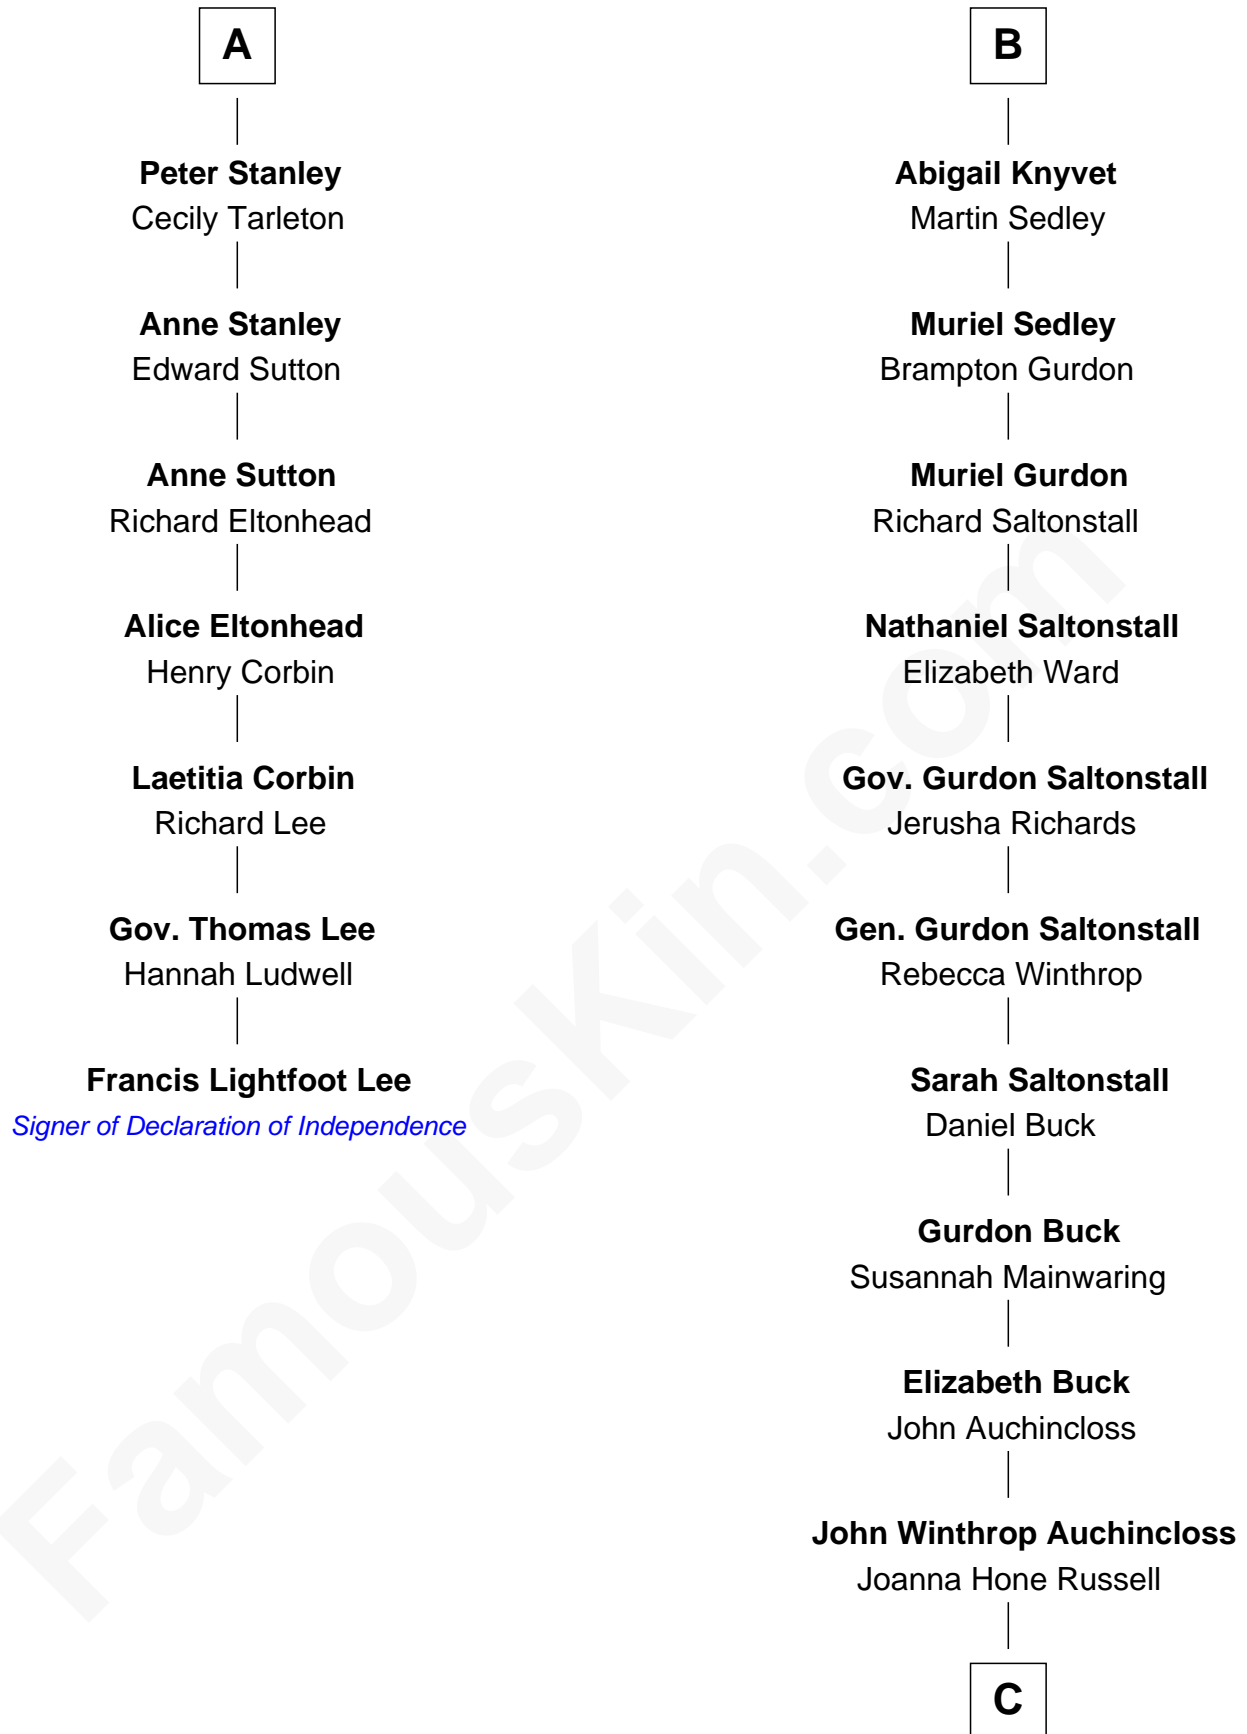 A
Peter Stanley
Cecily Tarleton
Anne Stanley
Edward Sutton
Anne Sutton
Richard Eltonhead
Alice Eltonhead
Henry Corbin
Laetitia Corbin
Richard Lee
Gov. Thomas Lee
Hannah Ludwell
Francis Lightfoot Lee
Signer of Declaration of Independence
B
Abigail Knyvet
Martin Sedley
Muriel Sedley
Brampton Gurdon
Muriel Gurdon
Richard Saltonstall
Nathaniel Saltonstall
Elizabeth Ward
Gov. Gurdon Saltonstall
Jerusha Richards
Gen. Gurdon Saltonstall
Rebecca Winthrop
Sarah Saltonstall
Daniel Buck
Gurdon Buck
Susannah Mainwaring
Elizabeth Buck
John Auchincloss
John Winthrop Auchincloss
Joanna Hone Russell
C
FamousKin.com